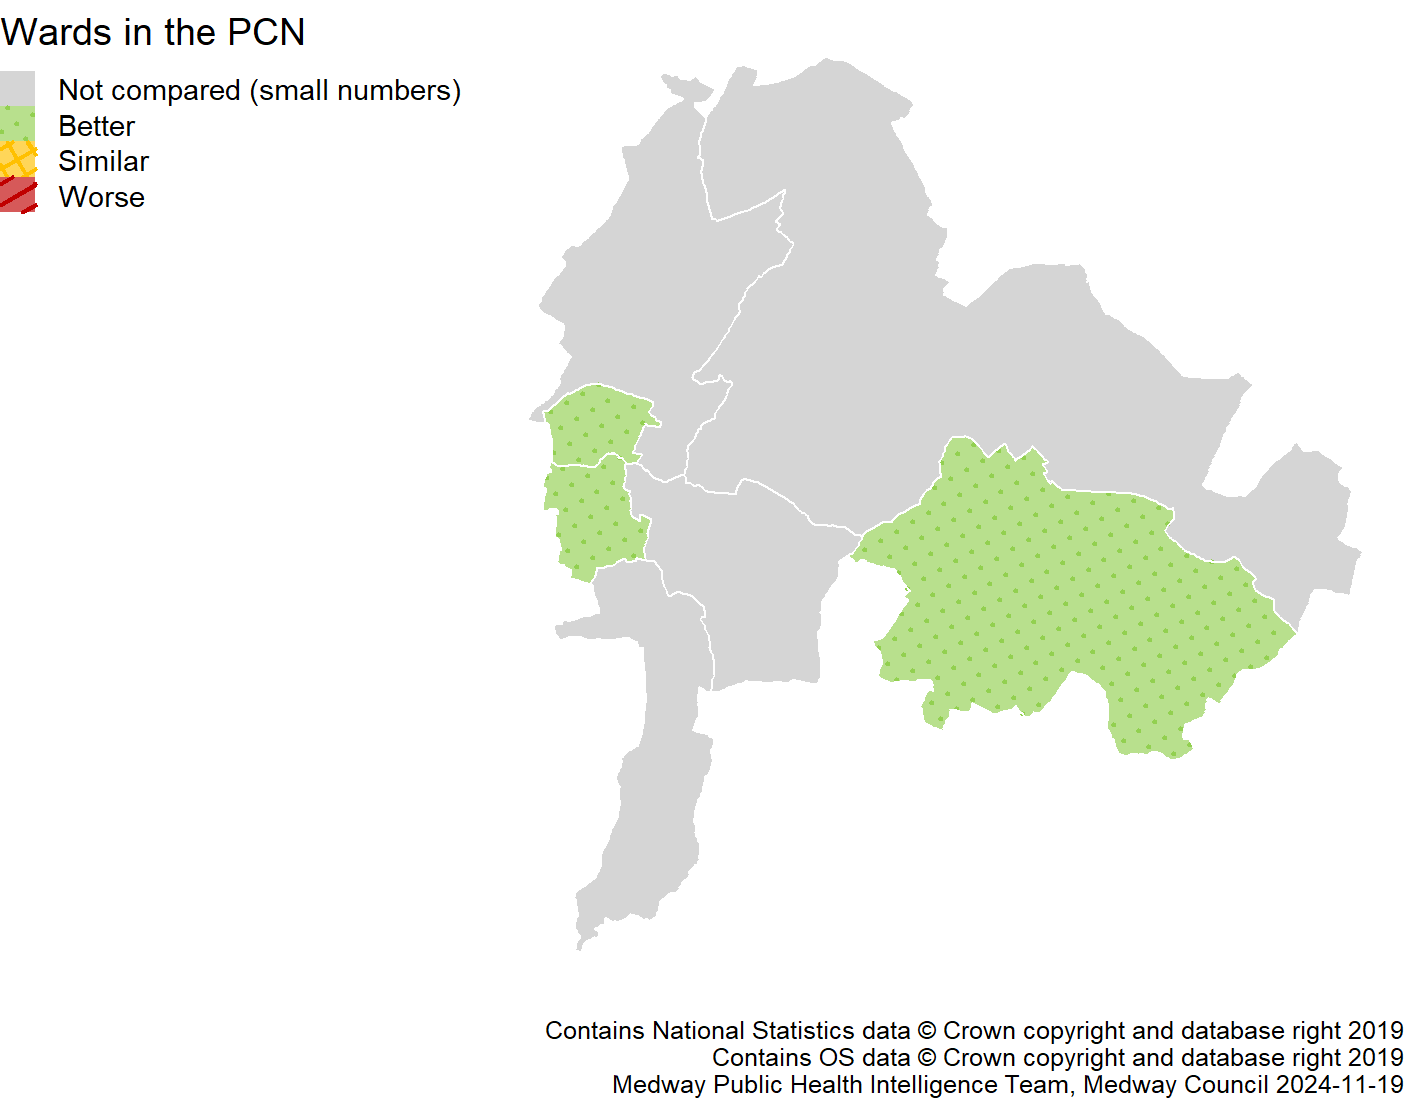 Wards in the PCN
Not compared (small numbers)
Better
Similar
Worse
Contains National Statistics data © Crown copyright and database right 2019
Contains OS data © Crown copyright and database right 2019
Medway Public Health Intelligence Team, Medway Council 2024-11-19